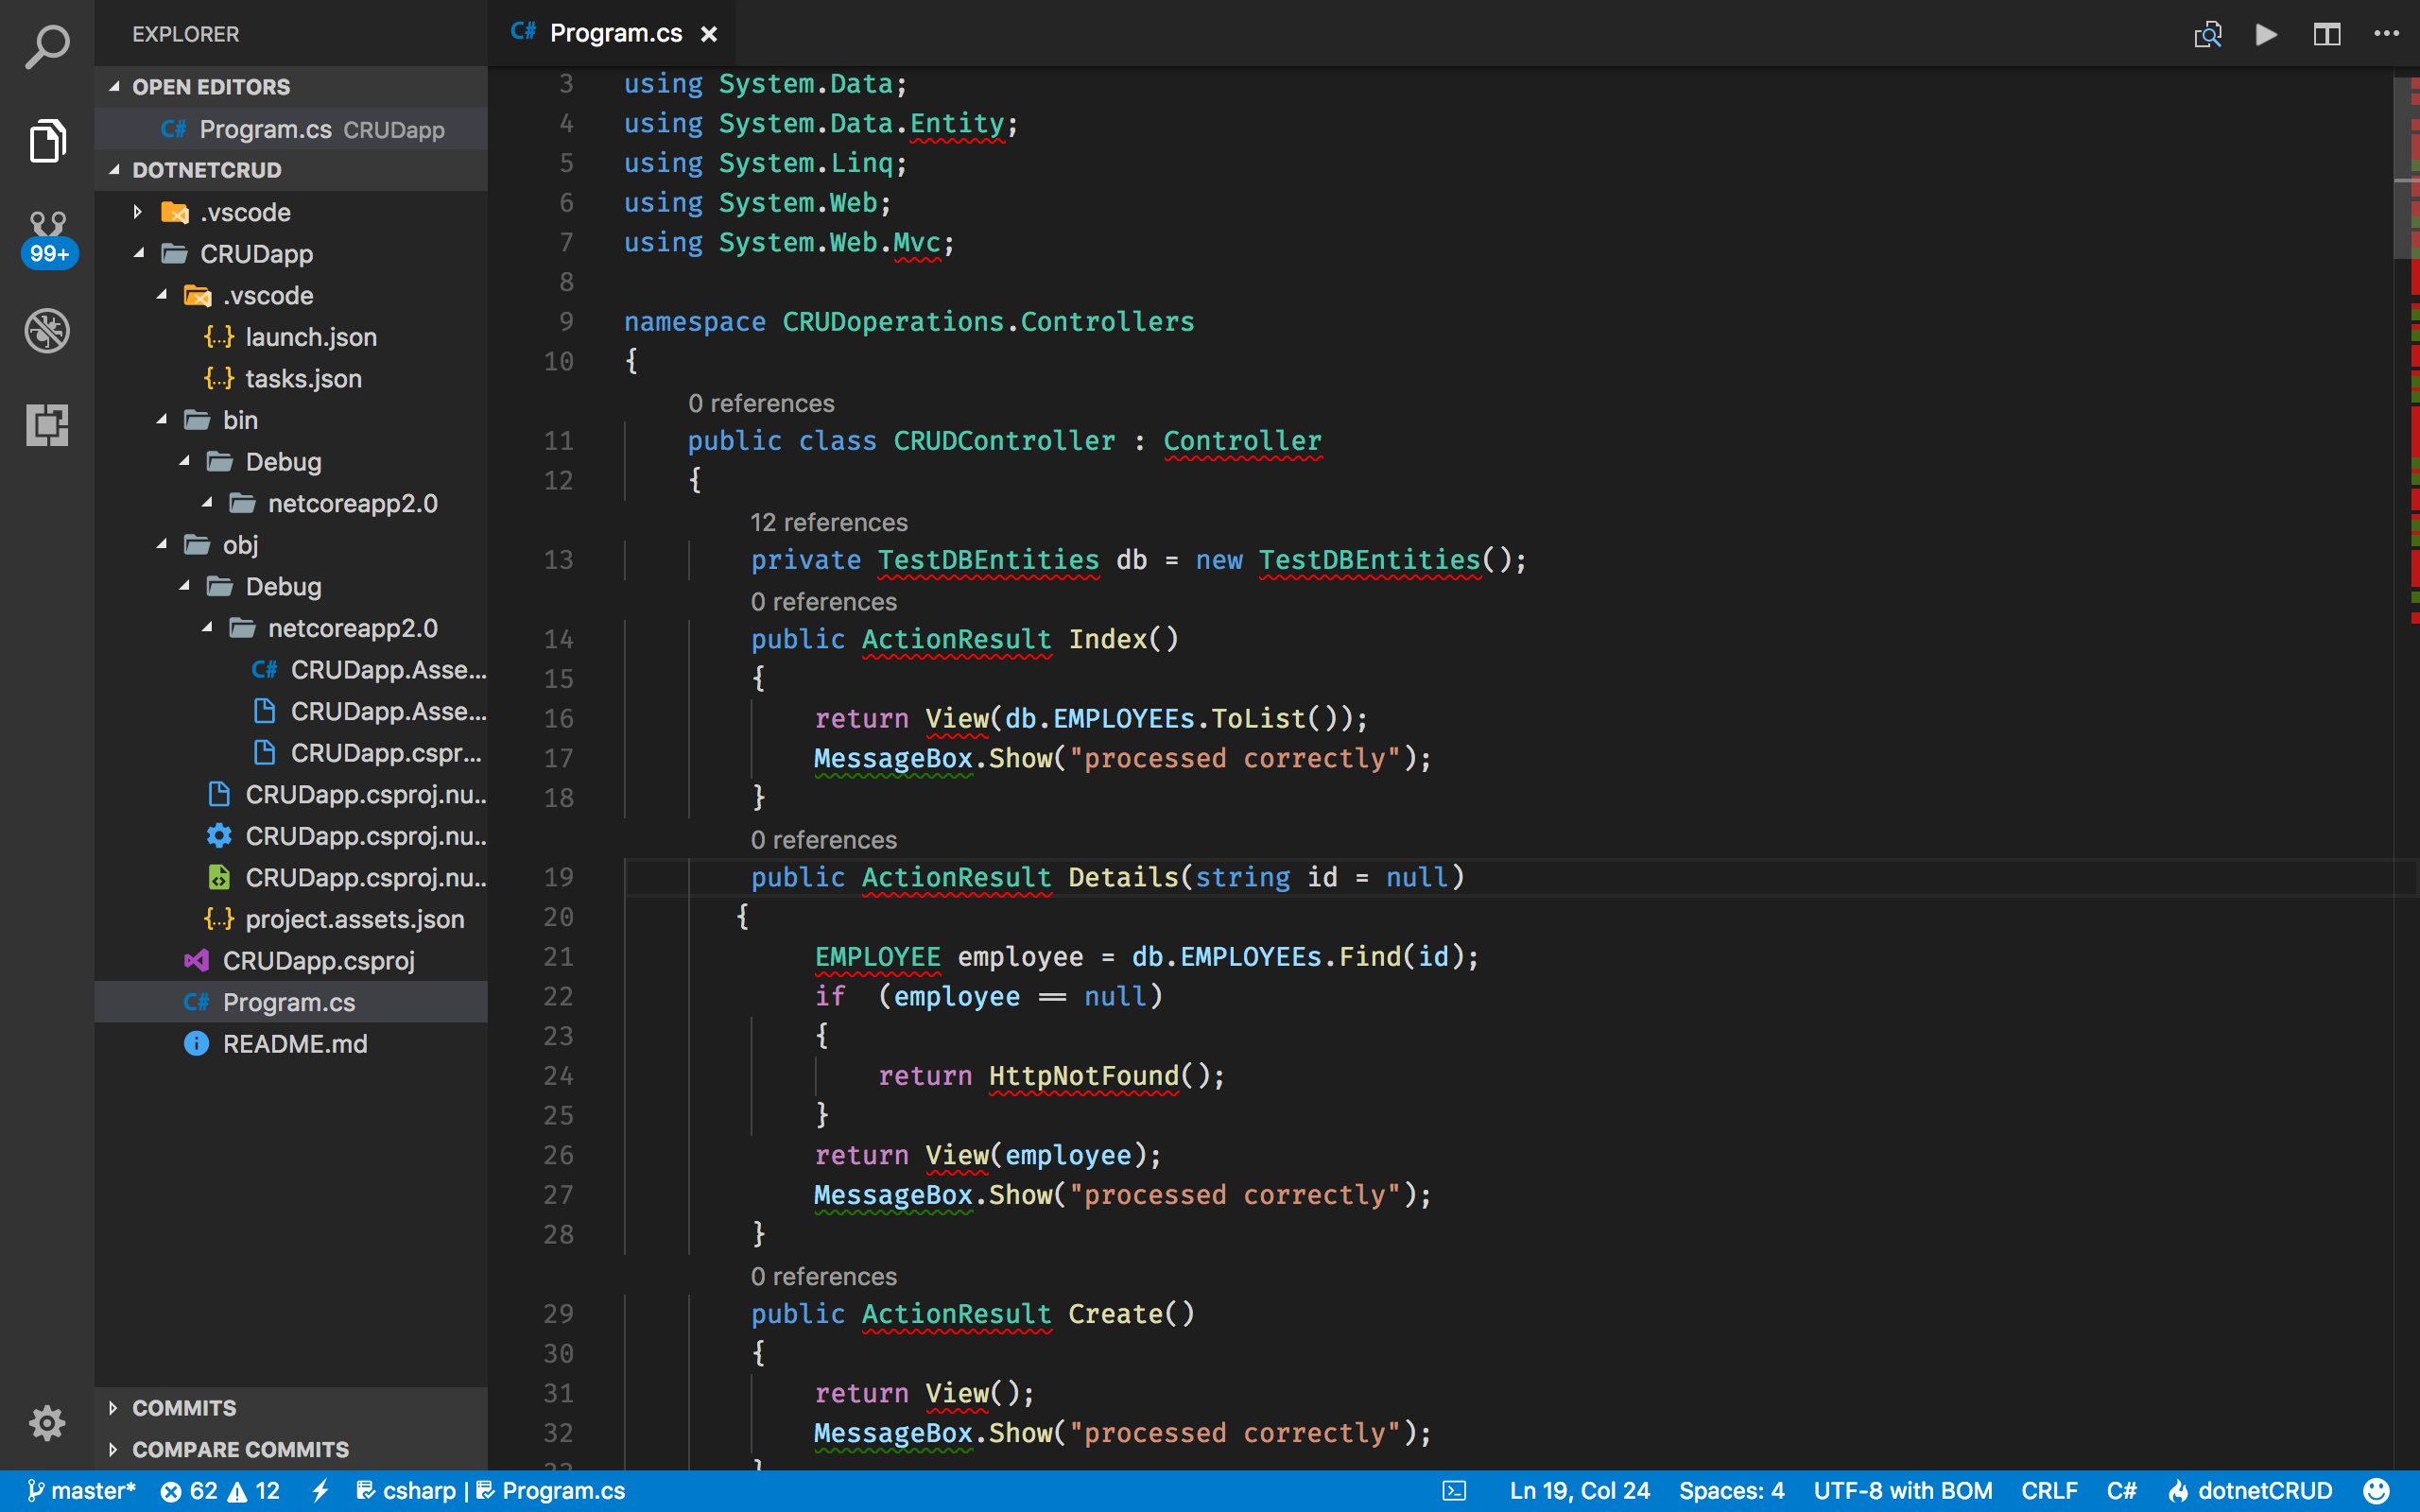 EXPLORER
OPEN EDITORS
C# Program.cs CRUDapp
DOTNETCRUD
.vscode
CRUDapp
.vscode
{..} launch.json
{..} tasks.json
bin
Debug
netcoreapp2.0
obj
Debug
netcoreapp2.0
C# CRUDapp.Asse...
CRUDapp.Asse...
CRUDapp.cspr...
CRUDapp.csproj.nu...
CRUDapp.csproj.nu...
CRUDapp.csproj.nu...
{..} project.assets.json
CRUDapp.csproj
C# Program.cs
README.md
COMMITS
COMPARE COMMITS
99+
C# Program.cs ×
3 using System.Data;
4 using System.Data.Entity;
5 using System.Linq;
6 using System.Web;
7 using System.Web.Mvc;
8
9 namespace CRUDoperations.Controllers
10 {
0 references
11 public class CRUDController : Controller
12 {
12 references
13 private TestDBEntities db = new TestDBEntities();
0 references
14 public ActionResult Index()
15 {
16 return View(db.EMPLOYEEs.ToList());
17 MessageBox.Show("processed correctly");
18 }
0 references
19 public ActionResult Details(string id = null)
20 {
21 EMPLOYEE employee = db.EMPLOYEEs.Find(id);
22 if (employee == null)
23 {
24 return HttpNotFound();
25 }
26 return View(employee);
27 MessageBox.Show("processed correctly");
28 }
0 references
29 public ActionResult Create()
30 {
31 return View();
32 MessageBox.Show("processed correctly");
33 }
master* 62 12 csharp | Program.cs Ln 19, Col 24 Spaces: 4 UTF-8 with BOM CRLF C# dotnetCRUD